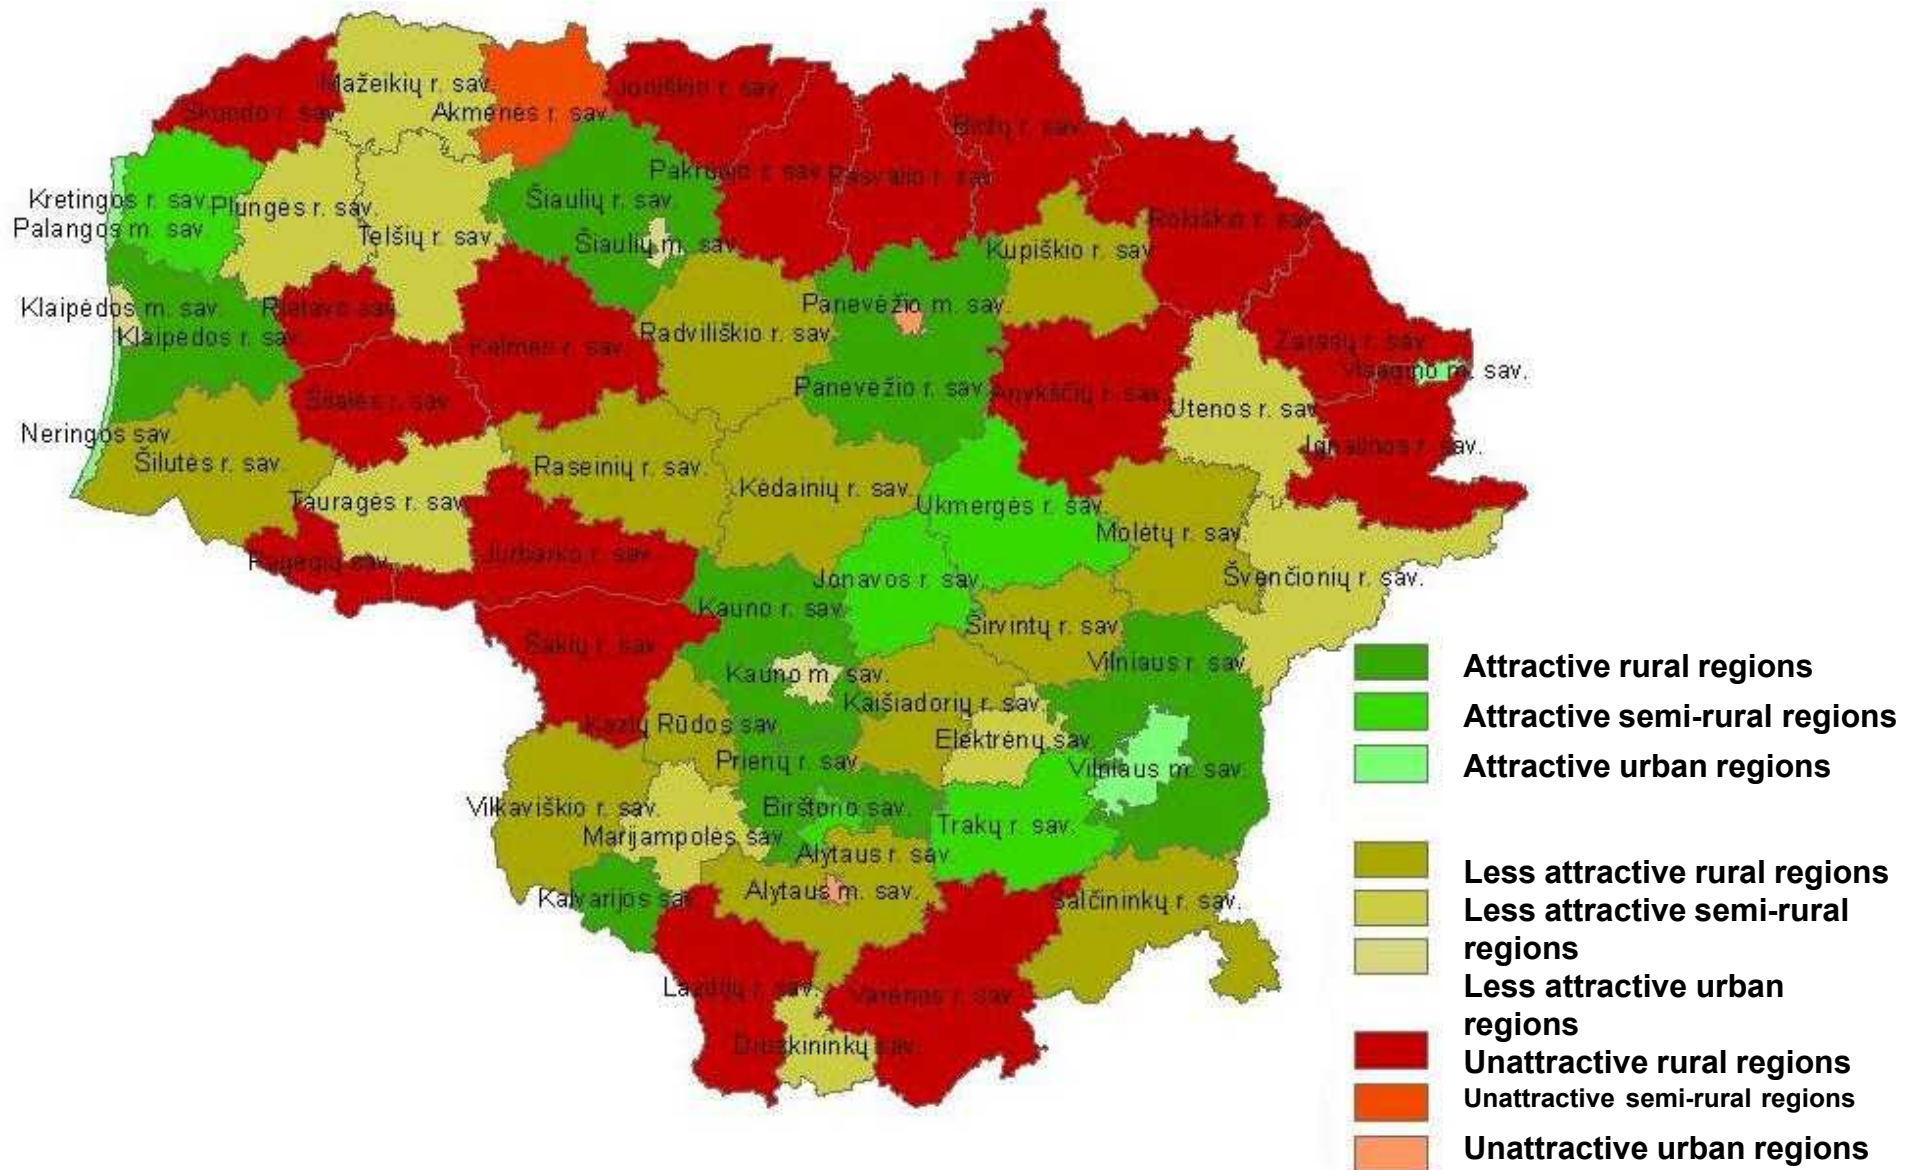 Mažeikių r. sav.
Skuodo r. sav.
Akmenės r. sav.
Joniškio r. sav.
Biržų r. sav.
Pakruojo r. sav.
Pasvalio r. sav.
Kretingos r. sav.
Plungės r. sav.
Šiaulių r. sav.
Palangos m. sav.
Telšių r. sav.
Šiaulių m. sav.
Rokiškio r. sav.
Kupiškio r. sav.
Klaipėdos m. sav.
Rietavo sav.
Panevėžio m. sav.
Klaipėdos r. sav.
Kelmės r. sav.
Radviliškio r. sav.
Zarasų r. sav.
Visagino m. sav.
Šilalės r. sav.
Panevėžio r. sav.
Anykščių r. sav.
Utenos r. sav.
Neringos sav.
Ignalinos r. sav.
Šilutės r. sav.
Raseinių r. sav.
Kėdainių r. sav.
Tauragės r. sav.
Ukmergės r. sav.
Molėtų r. sav.
Pagėgių sav.
Jurbarko r. sav.
Jonavos r. sav.
Švenčionių r. sav.
Kauno r. sav.
Širvintų r. sav.
Šakių r. sav.
Vilniaus r. sav.
Kauno m. sav.
Kaišiadorių r. sav.
Kazlų Rūdos sav.
Elektrėnų sav.
Prienų r. sav.
Vilniaus m. sav.
Vilkaviškio r. sav.
Birštono sav.
Marijampolės sav.
Trakų r. sav.
Alytaus r. sav.
Alytaus m. sav.
Kalvarijos sav.
Šalčininkų r. sav.
Lazdijų r. sav.
Varėnos r. sav.
Druskininkų sav.
Attractive rural regions
Attractive semi-rural regions
Attractive urban regions
Less attractive rural regions
Less attractive semi-rural
regions
Less attractive urban
regions
Unattractive rural regions
Unattractive semi-rural regions
Unattractive urban regions